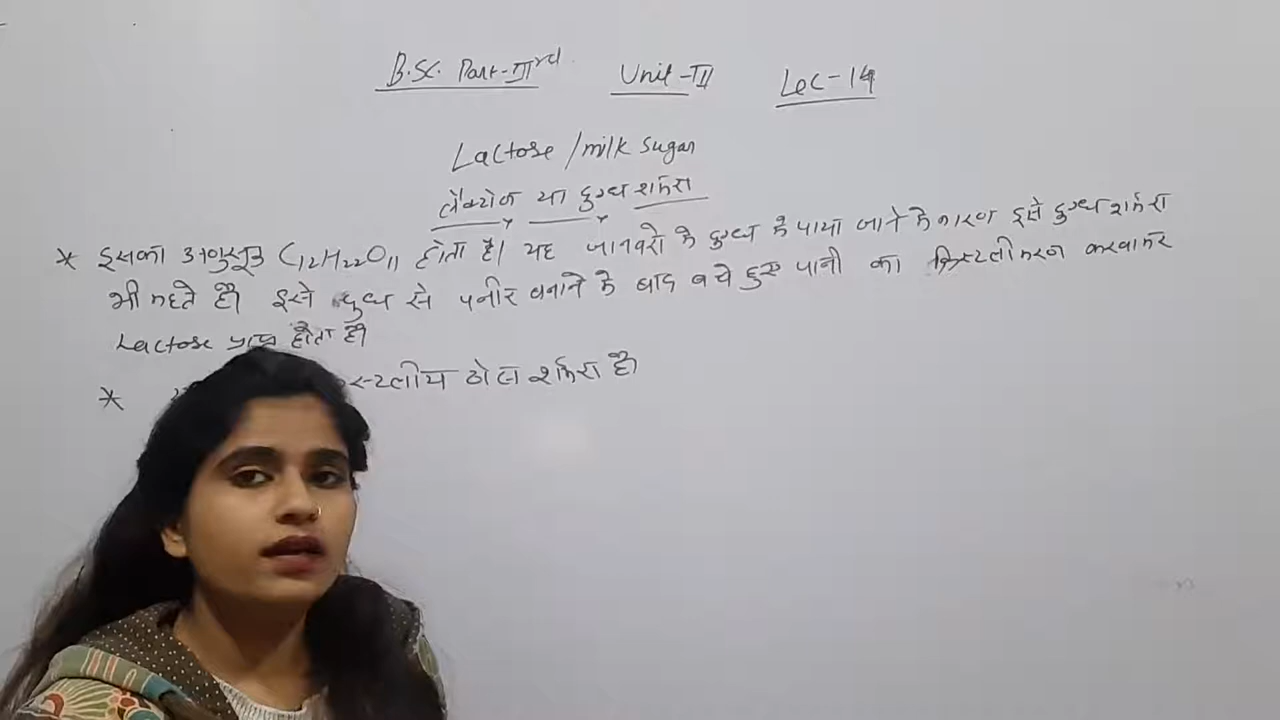 B.Sc. Part-IIIrd Unit-II Lec-14
Lactose /milk sugar
लैक्टोज या दुग्ध शर्करा
* इसका अणुसूत्र C12H22O11 होता है। यह जानवरों के दुग्ध में पाया जाने के कारण इसे दुग्ध शर्करा
भी कहते है। इसे दुग्ध से पनीर बनाने के बाद बचे हुए पानी का क्रिस्टलीकरण करवाकर
Lactose प्राप्त होता है।
* स्टलीय ठोस शर्करा है